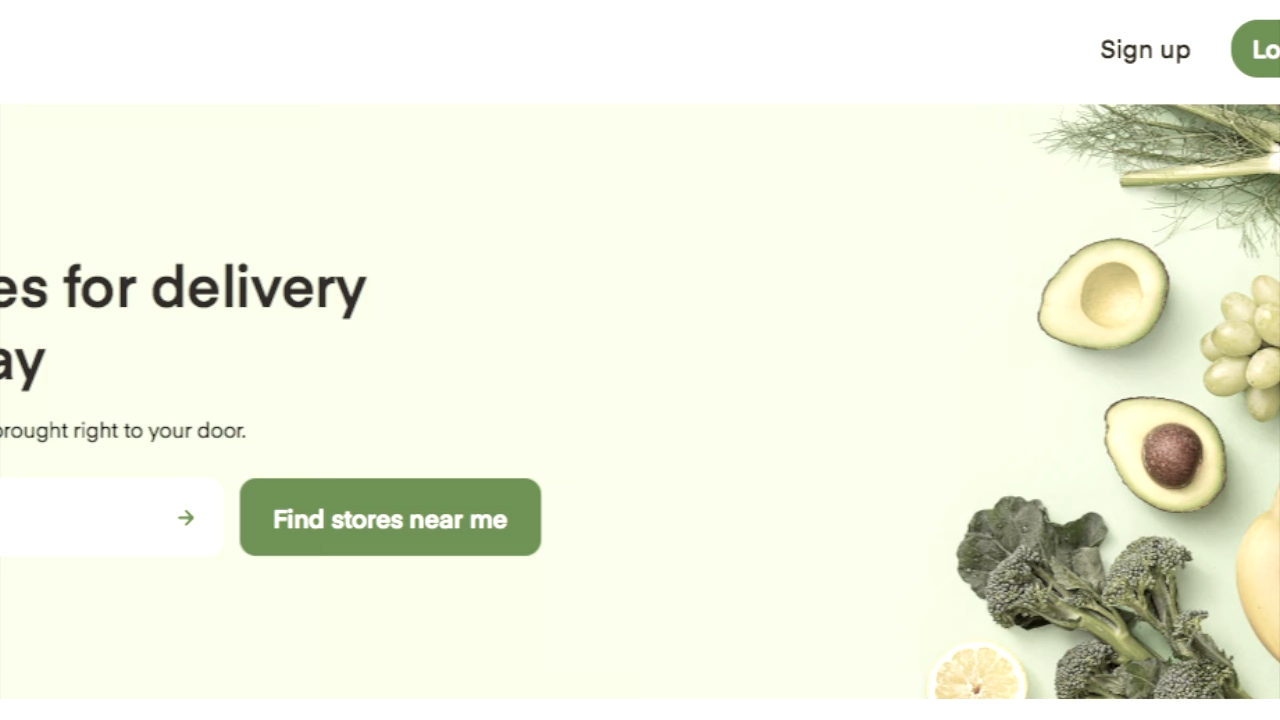 Sign up
Lo
es for delivery
ay
brought right to your door.
Find stores near me